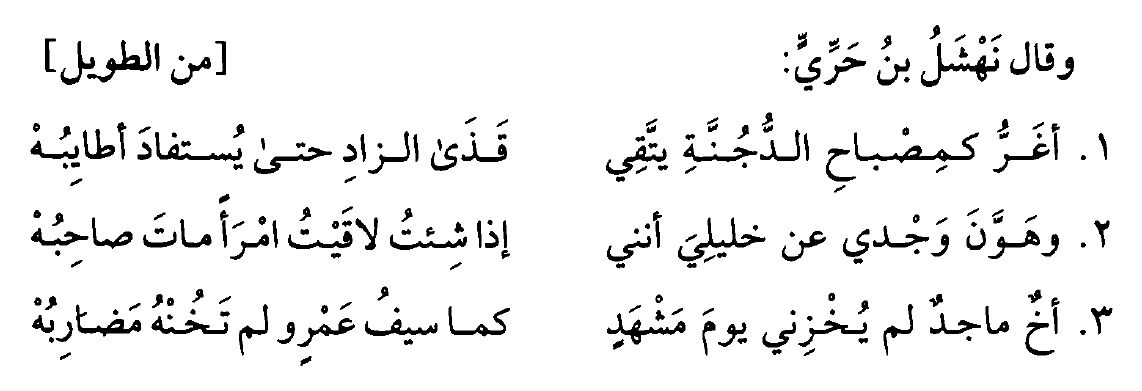 وقال نَهْشَلُ بنُ حَرِّيٍّ: [من الطويل]
١. أغَرُّ كمِصْباحِ الدُّجُنَّةِ يتَّقِي قَذَىٰ الزادِ حتىٰ يُستفادَ أطايِبُهْ
٢. وهَوَّنَ وَجْدي عن خليلِيَ أنني إذا شِئتُ لاقَيْتُ امْرَأً ماتَ صاحِبُهْ
٣. أخٌ ماجدٌ لم يُخْزِني يومَ مَشْهَدٍ كما سيفُ عَمْرٍو لم تَخُنْهُ مَضارِبُهْ